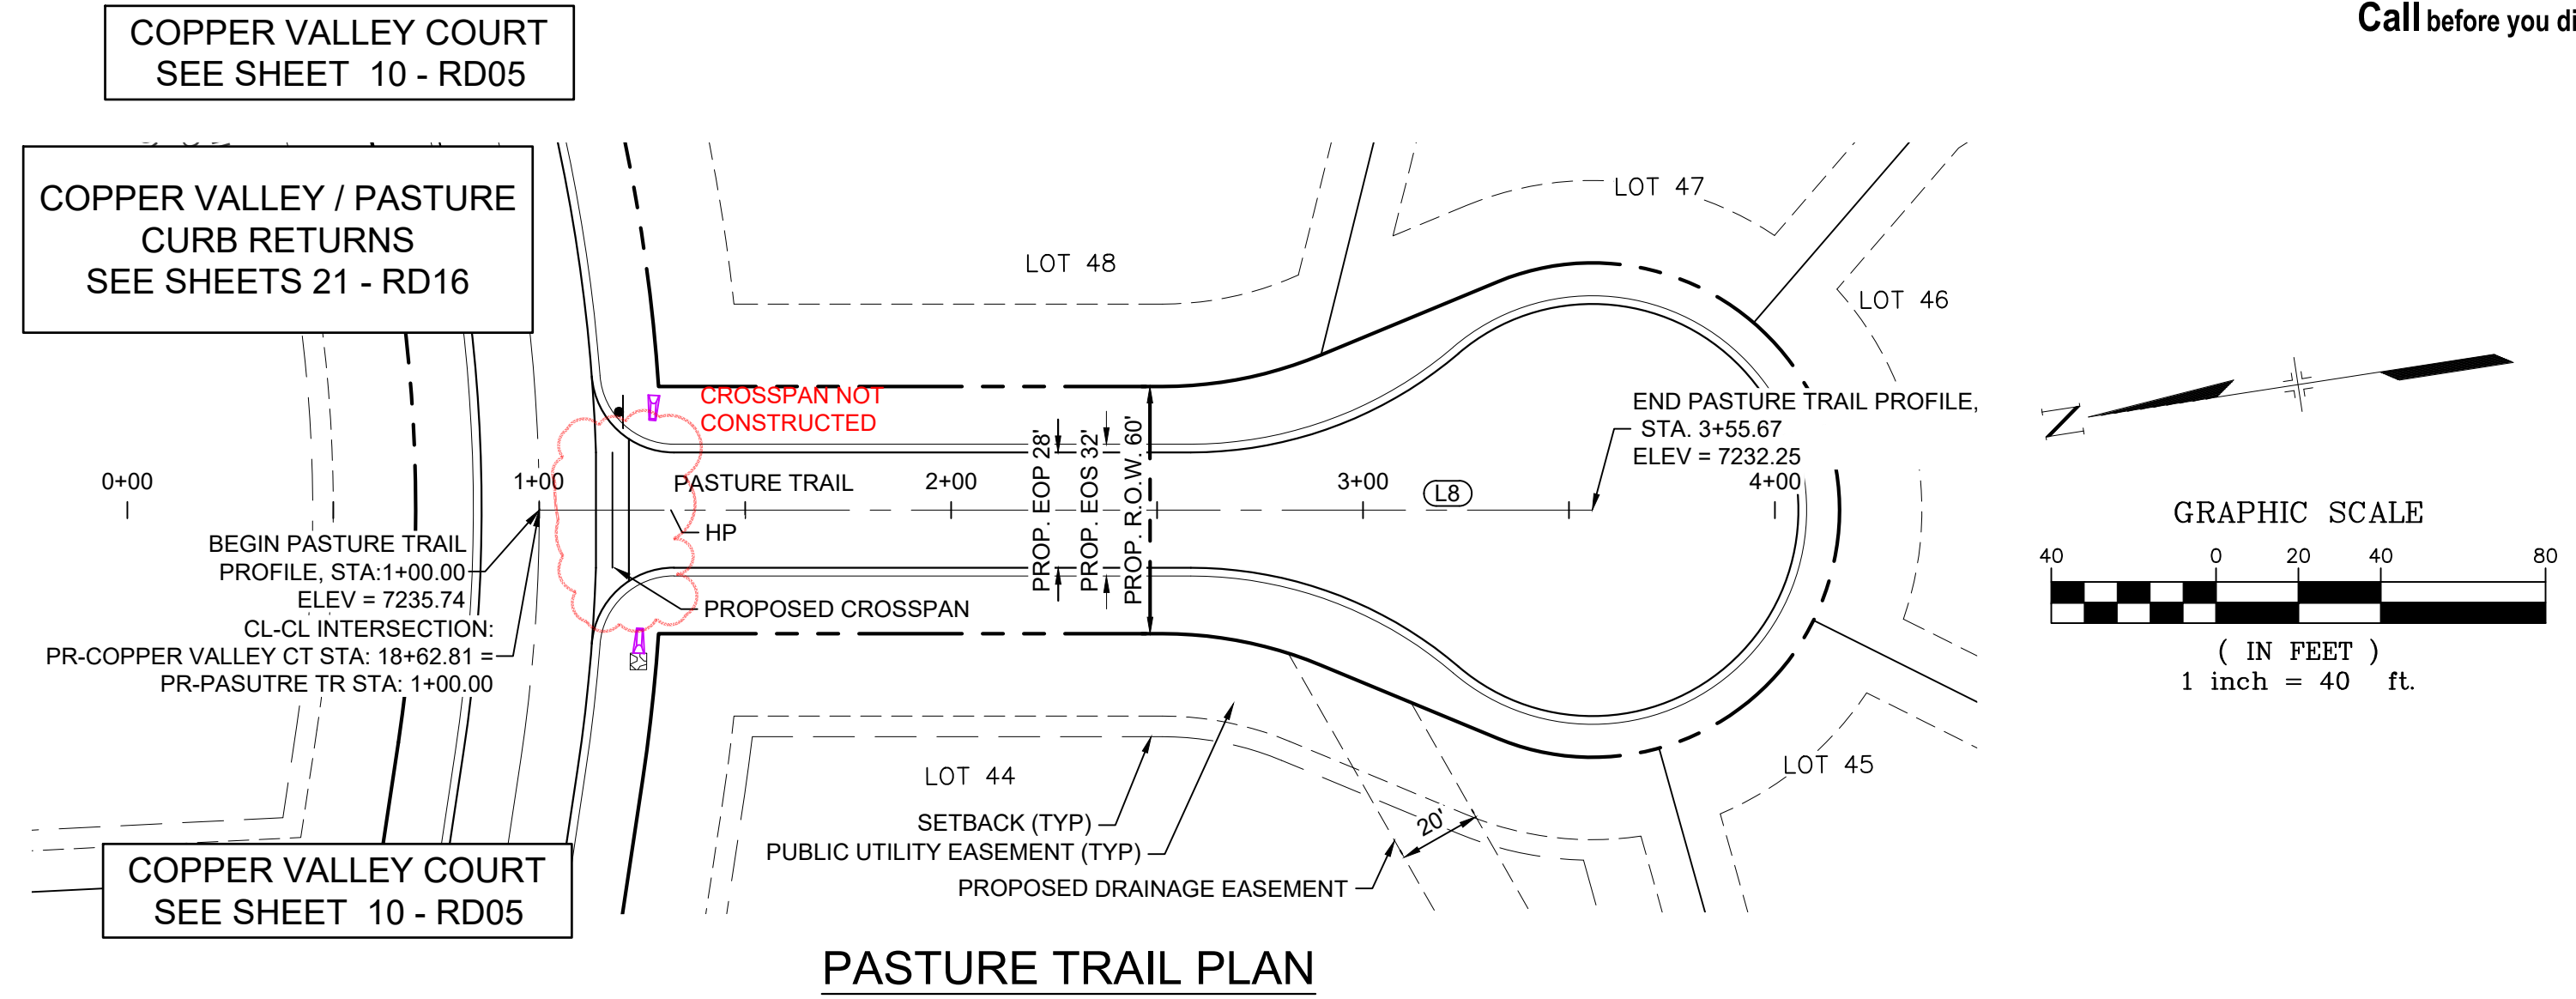 Call before you di
COPPER VALLEY COURT
SEE SHEET 10 - RD05
COPPER VALLEY / PASTURE
CURB RETURNS
SEE SHEETS 21 - RD16
LOT 47
LOT 48
LOT 46
CROSSPAN NOT
CONSTRUCTED
END PASTURE TRAIL PROFILE,
STA. 3+55.67
ELEV = 7232.25
N
0+00
1+00
PASTURE TRAIL
2+00
3+00
L8
4+00
PROP. EOP 28'
PROP. EOS 32'
PROP. R.O.W. 60'
HP
BEGIN PASTURE TRAIL
PROFILE, STA:1+00.00
ELEV = 7235.74
CL-CL INTERSECTION:
PR-COPPER VALLEY CT STA: 18+62.81 =
PR-PASUTRE TR STA: 1+00.00
PROPOSED CROSSPAN
GRAPHIC SCALE
40 0 20 40 80
( IN FEET )
1 inch = 40 ft.
LOT 44
LOT 45
SETBACK (TYP)
20'
PUBLIC UTILITY EASEMENT (TYP)
PROPOSED DRAINAGE EASEMENT
COPPER VALLEY COURT
SEE SHEET 10 - RD05
PASTURE TRAIL PLAN